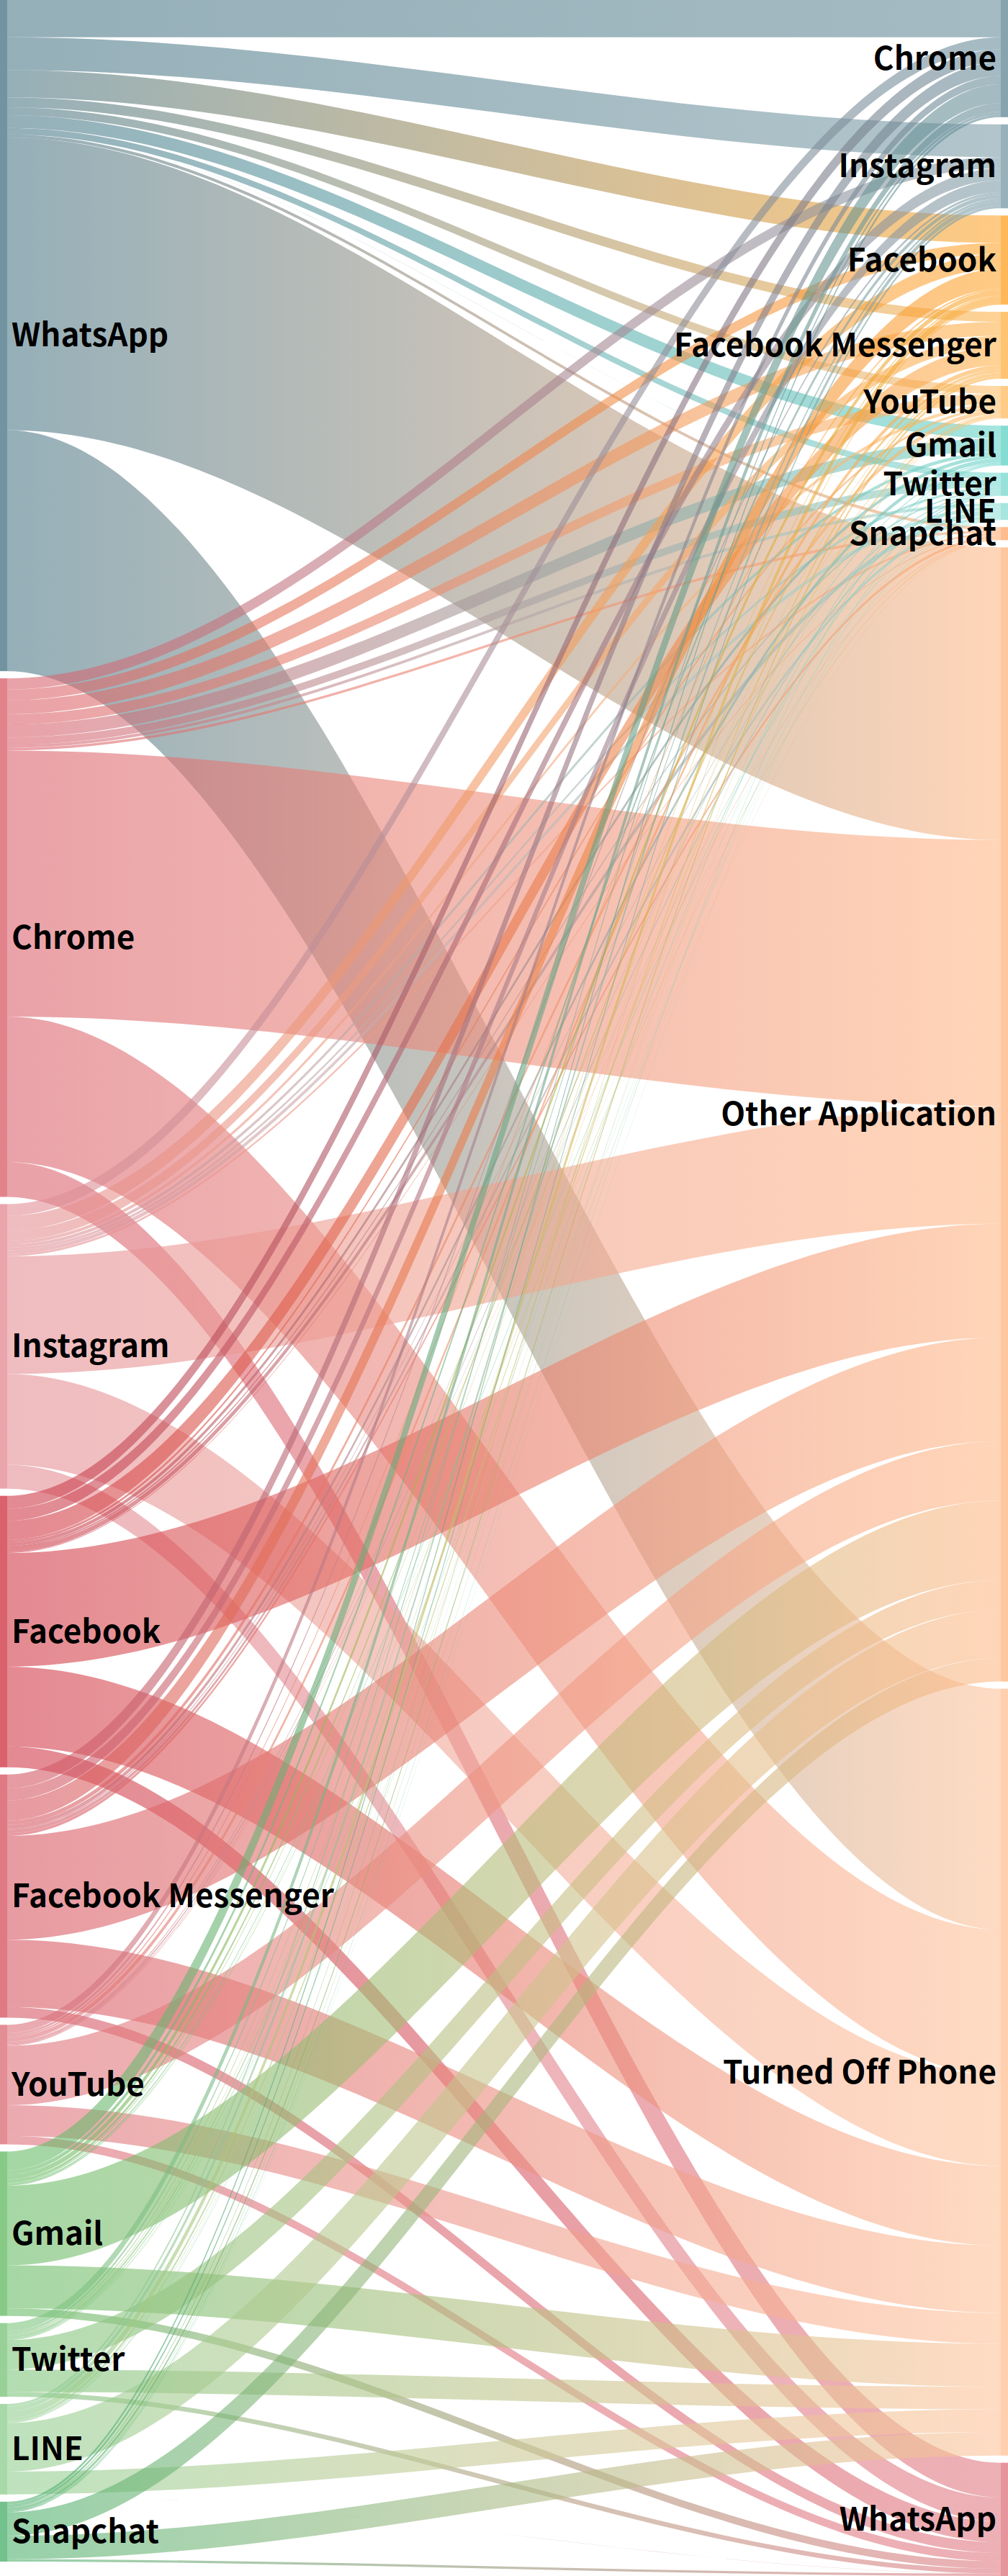 Chrome
Instagram
Facebook
WhatsApp
Facebook Messenger
YouTube
Gmail
Twitter
LINE
Snapchat
Chrome
Other Application
Instagram
Facebook
Facebook Messenger
Turned Off Phone
YouTube
Gmail
Twitter
LINE
WhatsApp
Snapchat